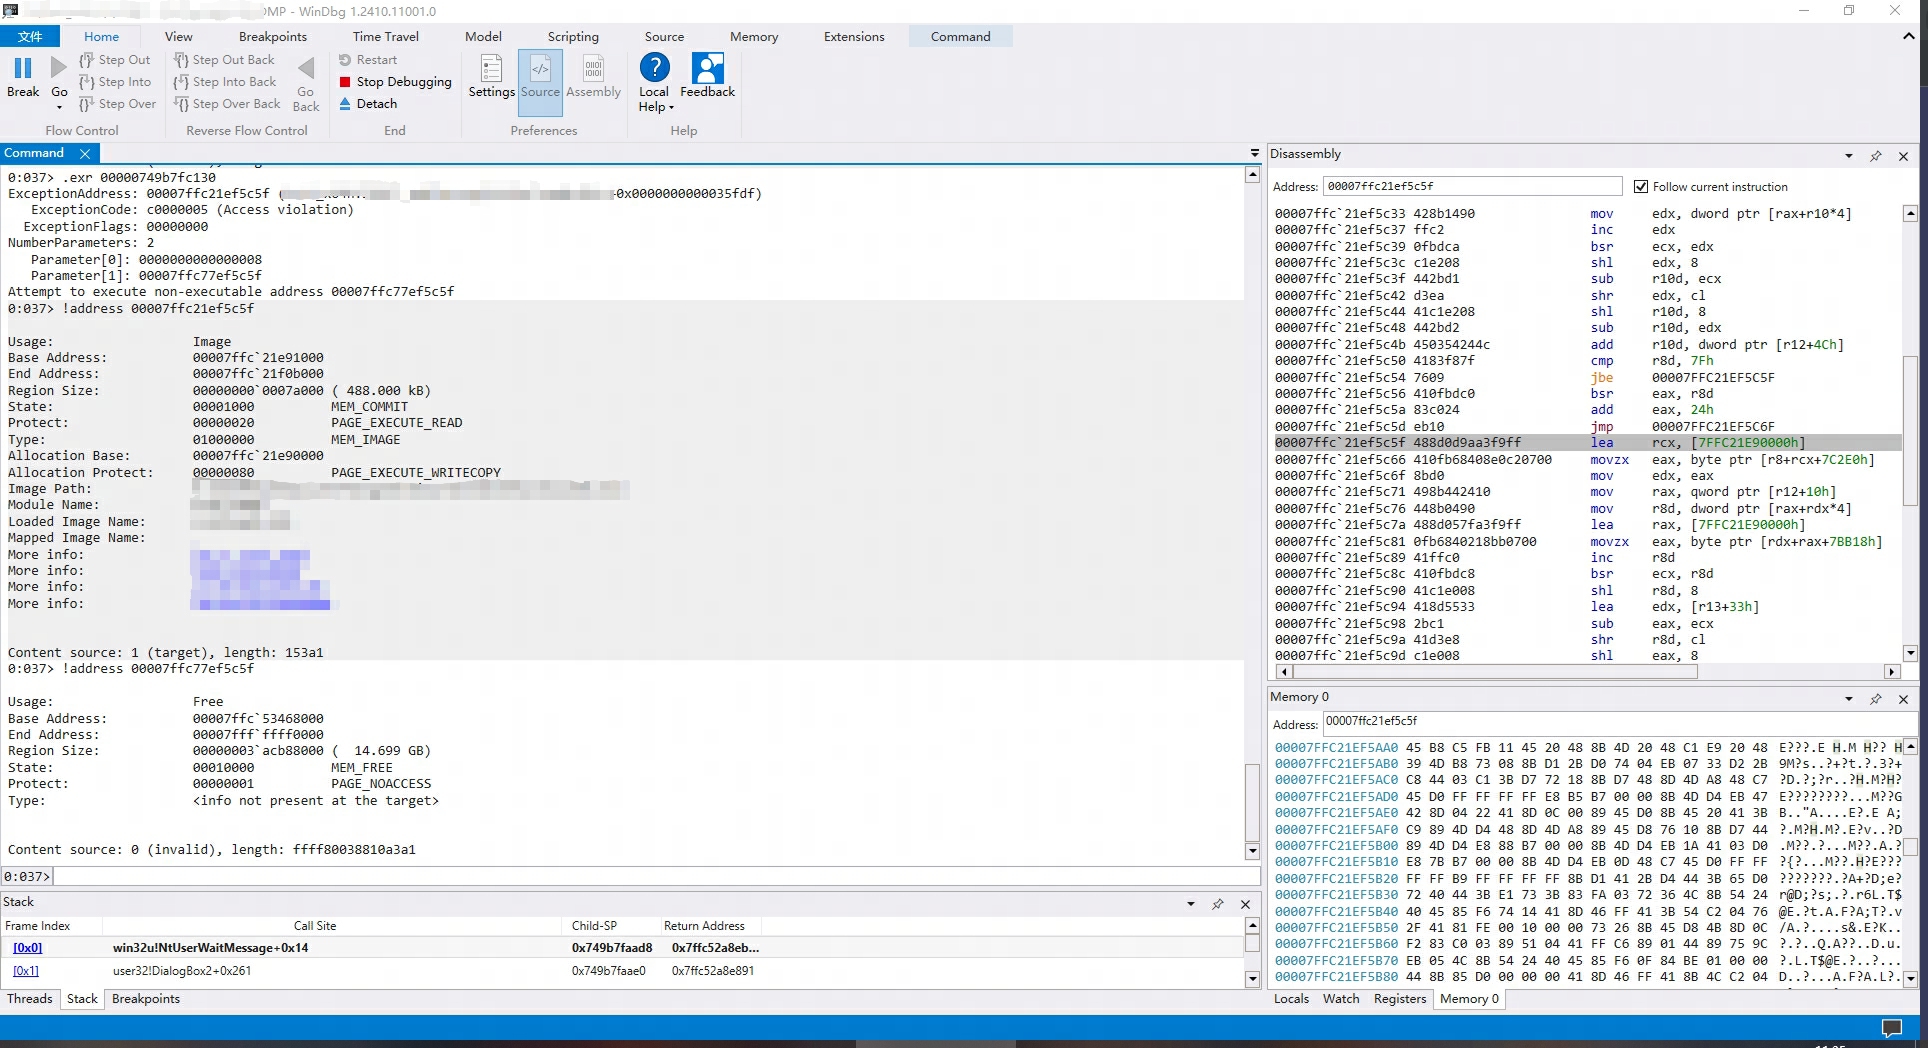 DMP - WinDbg 1.2410.11001.0
文件 Home View Breakpoints Time Travel Model Scripting Source Memory Extensions Command
Break
Go
Step Out
Step Into
Step Over
Flow Control
Step Out Back
Step Into Back
Step Over Back
Go Back
Reverse Flow Control
Restart
Stop Debugging
Detach
End
Settings
Source
Assembly
Preferences
Local Help
Feedback
Help
Command
0:037> .exr 00000749b7fc130
ExceptionAddress: 00007ffc21ef5c5f (
0x0000000000035fdf)
ExceptionCode: c0000005 (Access violation)
ExceptionFlags: 00000000
NumberParameters: 2
Parameter[0]: 0000000000000008
Parameter[1]: 00007ffc77ef5c5f
Attempt to execute non-executable address 00007ffc77ef5c5f
0:037> !address 00007ffc21ef5c5f
Usage: Image
Base Address: 00007ffc`21e91000
End Address: 00007ffc`21f0b000
Region Size: 00000000`0007a000 ( 488.000 kB)
State: 00001000 MEM_COMMIT
Protect: 00000020 PAGE_EXECUTE_READ
Type: 01000000 MEM_IMAGE
Allocation Base: 00007ffc`21e90000
Allocation Protect: 00000080 PAGE_EXECUTE_WRITECOPY
Image Path:
Module Name:
Loaded Image Name:
Mapped Image Name:
More info:
More info:
More info:
More info:
Content source: 1 (target), length: 153a1
0:037> !address 00007ffc77ef5c5f
Usage: Free
Base Address: 00007ffc`53468000
End Address: 00007fff`ffff0000
Region Size: 00000003`acb88000 ( 14.699 GB)
State: 00010000 MEM_FREE
Protect: 00000001 PAGE_NOACCESS
Type: <info not present at the target>
Content source: 0 (invalid), length: ffff80038810a3a1
0:037>
Stack
Frame Index Call Site Child-SP Return Address
[0x0] win32u!NtUserWaitMessage+0x14 0x749b7faad8 0x7ffc52a8eb...
[0x1] user32!DialogBox2+0x261 0x749b7faae0 0x7ffc52a8e891
Threads Stack Breakpoints
Disassembly
Address: 00007ffc21ef5c5f Follow current instruction
00007ffc`21ef5c33 428b1490 mov edx, dword ptr [rax+r10*4]
00007ffc`21ef5c37 ffc2 inc edx
00007ffc`21ef5c39 0fbdca bsr ecx, edx
00007ffc`21ef5c3c c1e208 shl edx, 8
00007ffc`21ef5c3f 442bd1 sub r10d, ecx
00007ffc`21ef5c42 d3ea shr edx, cl
00007ffc`21ef5c44 41c1e208 shl r10d, 8
00007ffc`21ef5c48 442bd2 sub r10d, edx
00007ffc`21ef5c4b 450354244c add r10d, dword ptr [r12+4Ch]
00007ffc`21ef5c50 4183f87f cmp r8d, 7Fh
00007ffc`21ef5c54 7609 jbe 00007FFC21EF5C5F
00007ffc`21ef5c56 410fbdc0 bsr eax, r8d
00007ffc`21ef5c5a 83c024 add eax, 24h
00007ffc`21ef5c5d eb10 jmp 00007FFC21EF5C6F
00007ffc`21ef5c5f 488d0d9aa3f9ff lea rcx, [7FFC21E90000h]
00007ffc`21ef5c66 410fb68408e0c20700 movzx eax, byte ptr [r8+rcx+7C2E0h]
00007ffc`21ef5c6f 8bd0 mov edx, eax
00007ffc`21ef5c71 498b442410 mov rax, qword ptr [r12+10h]
00007ffc`21ef5c76 448b0490 mov r8d, dword ptr [rax+rdx*4]
00007ffc`21ef5c7a 488d057fa3f9ff lea rax, [7FFC21E90000h]
00007ffc`21ef5c81 0fb6840218bb0700 movzx eax, byte ptr [rdx+rax+7BB18h]
00007ffc`21ef5c89 41ffc0 inc r8d
00007ffc`21ef5c8c 410fbdc8 bsr ecx, r8d
00007ffc`21ef5c90 41c1e008 shl r8d, 8
00007ffc`21ef5c94 418d5533 lea edx, [r13+33h]
00007ffc`21ef5c98 2bc1 sub eax, ecx
00007ffc`21ef5c9a 41d3e8 shr r8d, cl
00007ffc`21ef5c9d c1e008 shl eax, 8
Memory 0
Address: 00007ffc21ef5c5f
00007FFC21EF5AA0 45 B8 C5 FB 11 45 20 48 8B 4D 20 48 C1 E9 20 48 E???.E H.M H?? H
00007FFC21EF5AB0 39 4D B8 73 08 8B D1 2B D0 74 04 EB 07 33 D2 2B 9M?s..?+?t.?.3?+
00007FFC21EF5AC0 C8 44 03 C1 3B D7 72 18 8B D7 48 8D 4D A8 48 C7 ?D.?;?r..?H.M?H?
00007FFC21EF5AD0 45 D0 FF FF FF FF E8 B5 B7 00 00 8B 4D D4 EB 47 E????????...M??G
00007FFC21EF5AE0 42 8D 04 22 41 8D 0C 00 89 45 D0 8B 45 20 41 3B B.."A....E?.E A;
00007FFC21EF5AF0 C9 89 4D D4 48 8D 4D A8 89 45 D8 76 10 8B D7 44 ?.M?H.M?.E?v..?D
00007FFC21EF5B00 89 4D D4 E8 88 B7 00 00 8B 4D D4 EB 1A 41 03 D0 .M??.?...M??.A.?
00007FFC21EF5B10 E8 7B B7 00 00 8B 4D D4 EB 0D 48 C7 45 D0 FF FF ?{?...M??.H?E???
00007FFC21EF5B20 FF FF B9 FF FF FF FF 8B D1 41 2B D4 44 3B 65 D0 ???????.?A+?D;e?
00007FFC21EF5B30 72 40 44 3B E1 73 3B 83 FA 03 72 36 4C 8B 54 24 r@D;?s;.?.r6L.T$
00007FFC21EF5B40 40 45 85 F6 74 14 41 8D 46 FF 41 3B 54 C2 04 76 @E.?t.A.F?A;T?.v
00007FFC21EF5B50 2F 41 81 FE 00 10 00 00 73 26 8B 45 D8 4B 8D 0C /A.?....s&.E?K..
00007FFC21EF5B60 F2 83 C0 03 89 51 04 41 FF C6 89 01 44 89 75 9C ?.?..Q.A??..D.u.
00007FFC21EF5B70 EB 05 4C 8B 54 24 40 45 85 F6 0F 84 BE 01 00 00 ?.L.T$@E.?..?...
00007FFC21EF5B80 44 8B 85 D0 00 00 00 41 8D 46 FF 41 8B 4C C2 04 D..?...A.F?A.L?.
Locals Watch Registers Memory 0